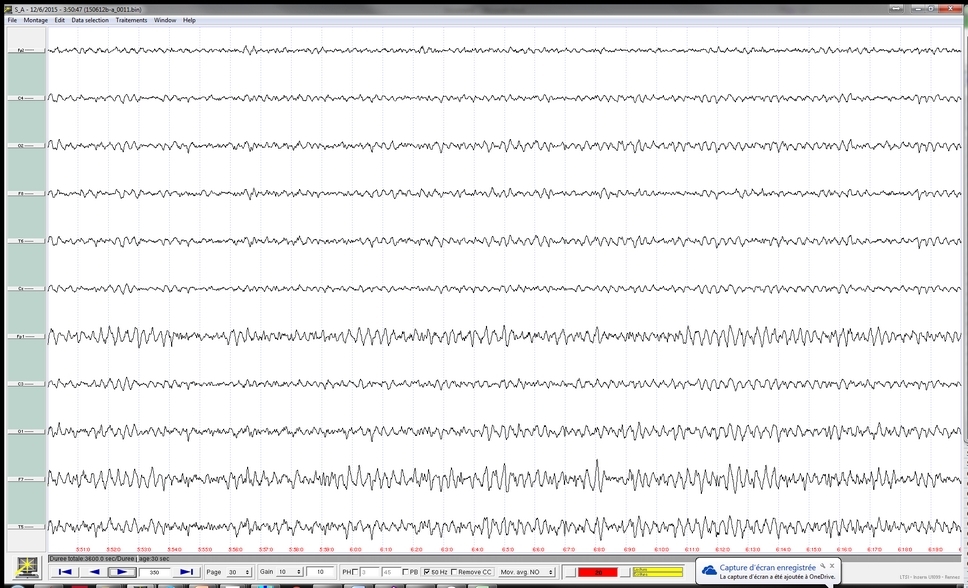 S_A - 12/6/2015 - 3:50:47 (150612b-a_0011.bin)
File Montage Edit Data selection Traitements Window Help
Fp2
C4
O2
F8
T6
Cz
Fp1
C3
O1
F7
T5
5:51:0 5:52:0 5:53:0 5:54:0 5:55:0 5:56:0 5:57:0 5:58:0 5:59:0 6:0:0 6:1:0 6:2:0 6:3:0 6:4:0 6:5:0 6:6:0 6:7:0 6:8:0 6:9:0 6:10:0 6:11:0 6:12:0 6:13:0 6:14:0 6:15:0 6:16:0 6:17:0 6:18:0 6:19:0
Duree totale:3600.0 sec/Duree
age:30 sec
350 Page 30 Gain 10 10 PH 3 45 PB 50 Hz Remove CC Mov. avg. NO
Capture d'écran enregistrée
La capture d'écran a été ajoutée à OneDrive.